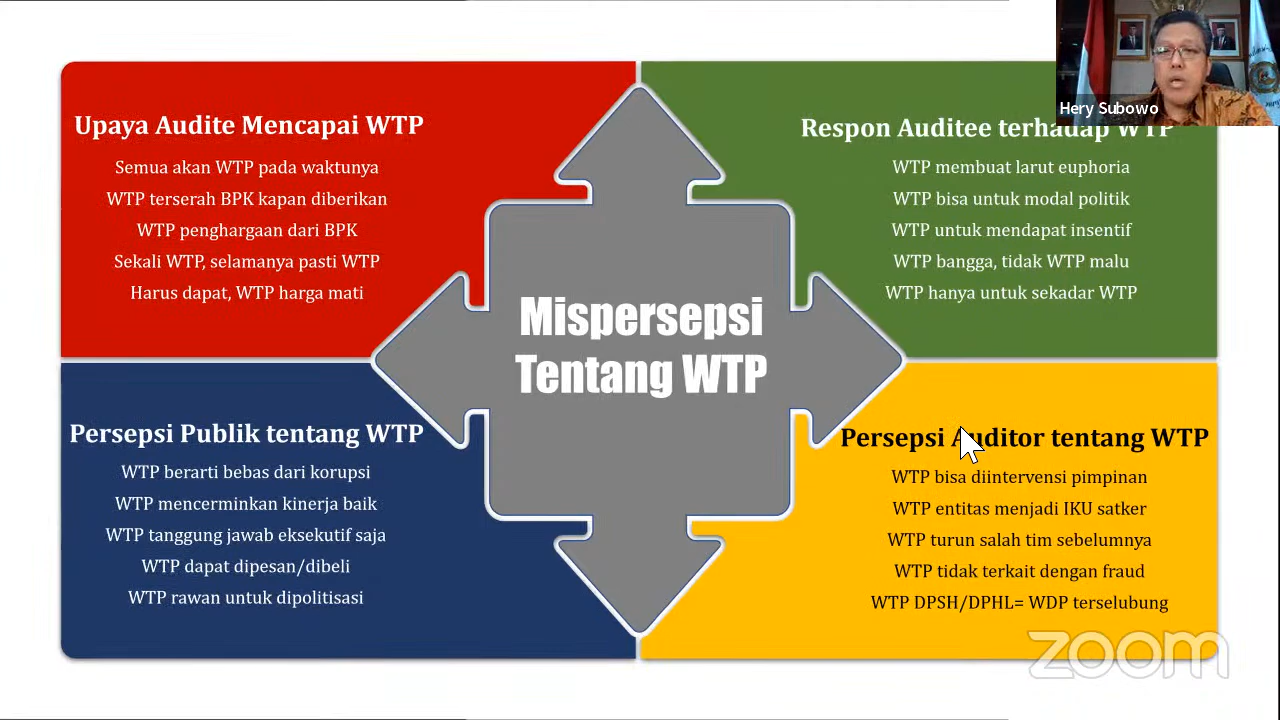 Hery Subowo
Upaya Audite Mencapai WTP
Semua akan WTP pada waktunya
WTP terserah BPK kapan diberikan
WTP penghargaan dari BPK
Sekali WTP, selamanya pasti WTP
Harus dapat, WTP harga mati
Respon Auditee terhadap WTP
WTP membuat larut euphoria
WTP bisa untuk modal politik
WTP untuk mendapat insentif
WTP bangga, tidak WTP malu
WTP hanya untuk sekadar WTP
Mispersepsi
Tentang WTP
Persepsi Publik tentang WTP
WTP berarti bebas dari korupsi
WTP mencerminkan kinerja baik
WTP tanggung jawab eksekutif saja
WTP dapat dipesan/dibeli
WTP rawan untuk dipolitisasi
Persepsi Auditor tentang WTP
WTP bisa diintervensi pimpinan
WTP entitas menjadi IKU satker
WTP turun salah tim sebelumnya
WTP tidak terkait dengan fraud
WTP DPSH/DPHL= WDP terselubung
zoom